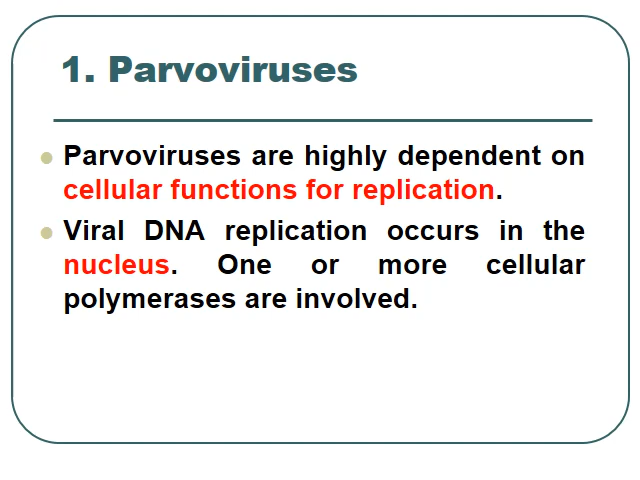 1. Parvoviruses
Parvoviruses are highly dependent on
cellular functions for replication.
Viral DNA replication occurs in the
nucleus. One or more cellular
polymerases are involved.